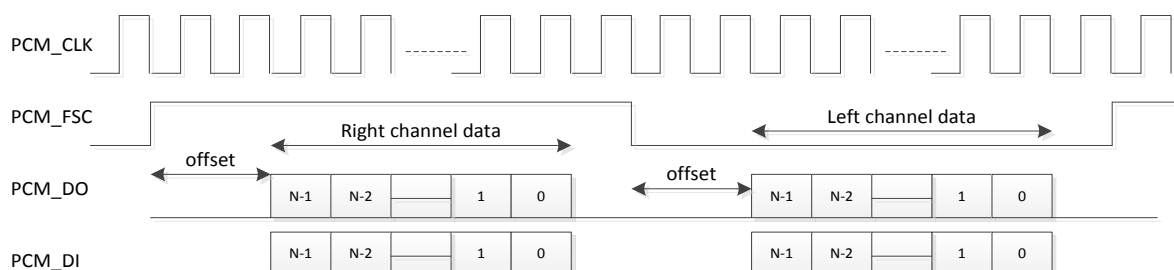 PCM_CLK
PCM_FSC
Right channel data
Left channel data
offset
offset
PCM_DO
N-1 N-2 1 0
N-1 N-2 1 0
PCM_DI
N-1 N-2 1 0
N-1 N-2 1 0